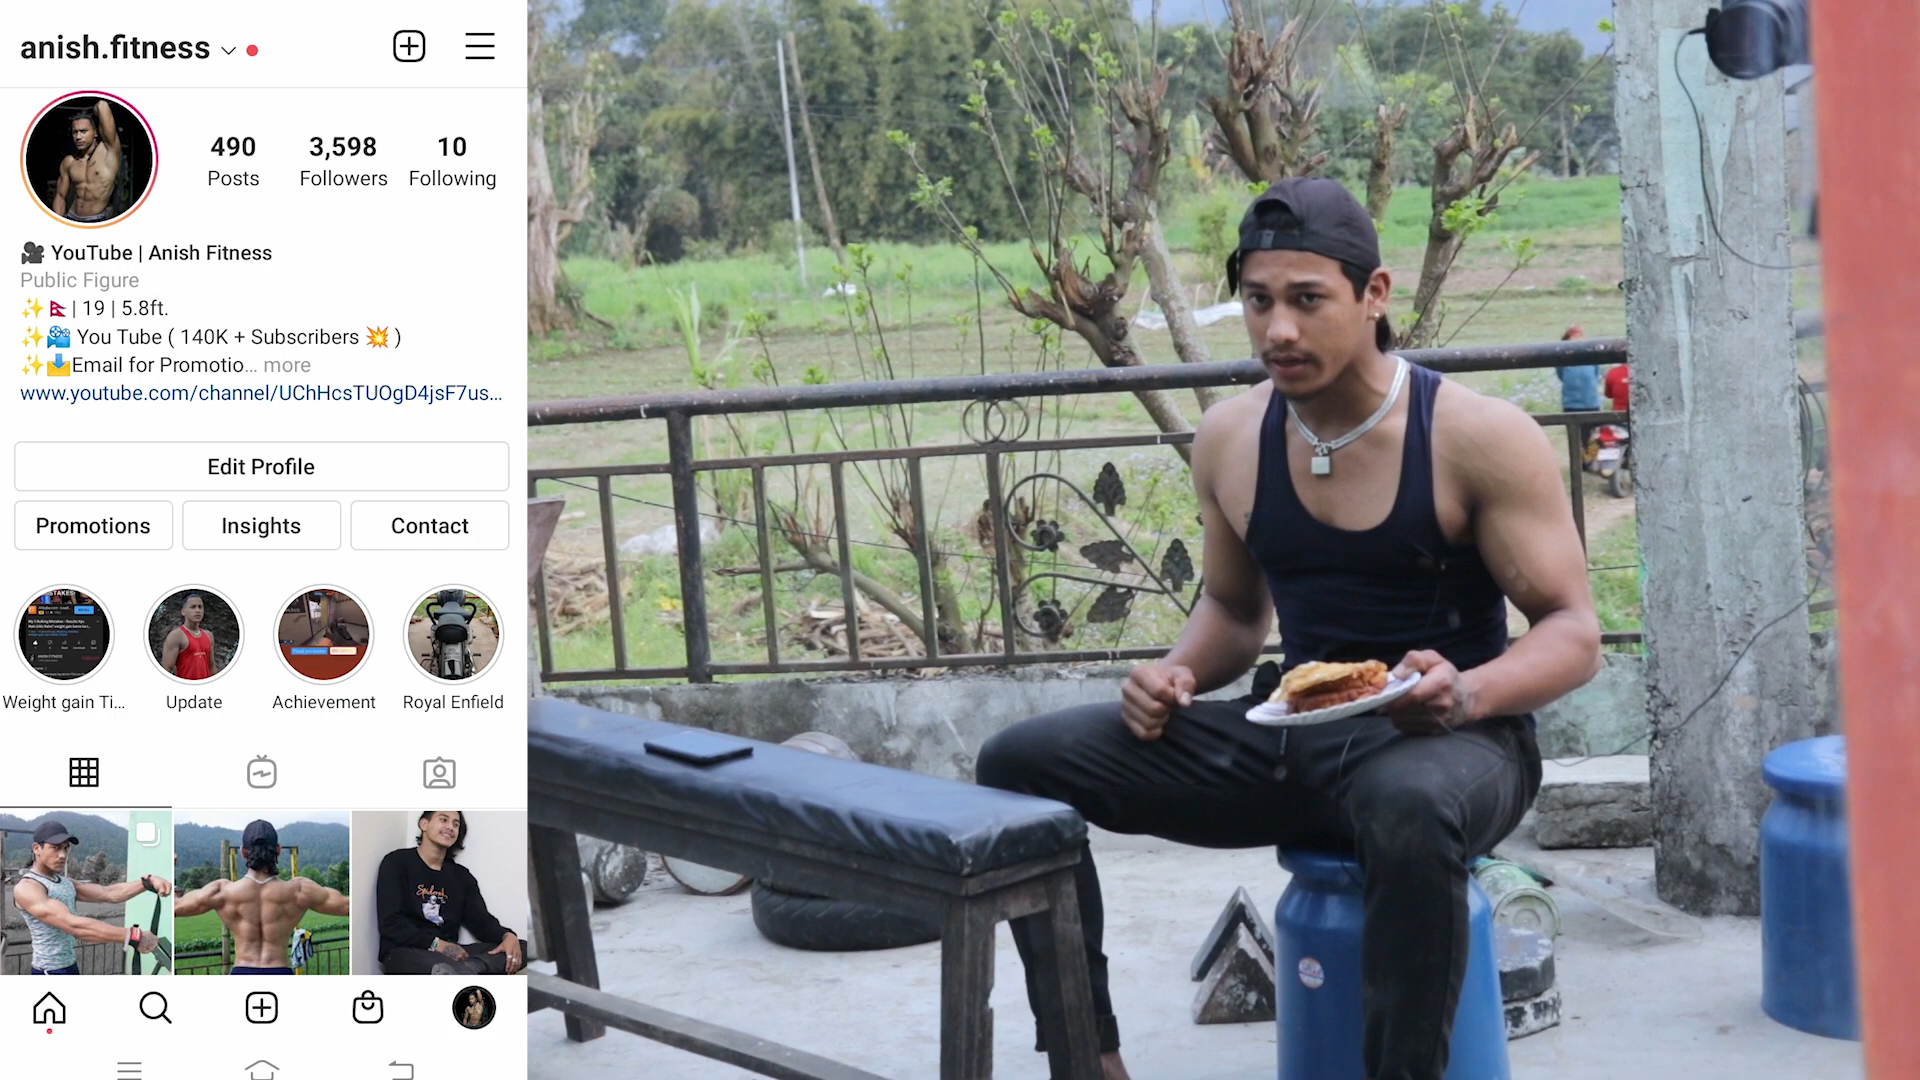 anish.fitness
490 3,598 10
Posts Followers Following
🎥 YouTube | Anish Fitness
Public Figure
✨🇳🇵 | 19 | 5.8ft.
✨📽️ You Tube ( 140K + Subscribers 💥 )
✨📩Email for Promotio... more
www.youtube.com/channel/UChHcsTUOgD4jsF7us...
Edit Profile
Promotions Insights Contact
Weight gain Ti... Update Achievement Royal Enfield